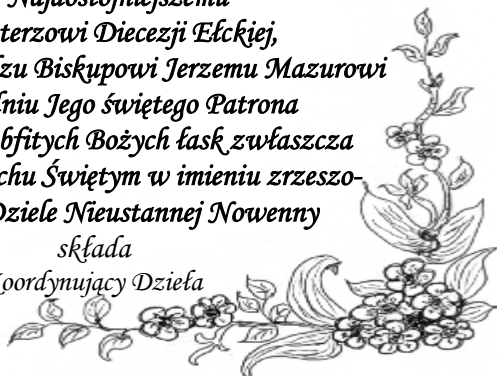 Najdostojniejszemu
terzowi Diecezji Ełckiej,
zu Biskupowi Jerzemu Mazurowi
dniu Jego świętego Patrona
bfitych Bożych łask zwłaszcza
chu Świętym w imieniu zrzeszo-
Dziele Nieustannej Nowenny
składa
Koordynujący Dzieła